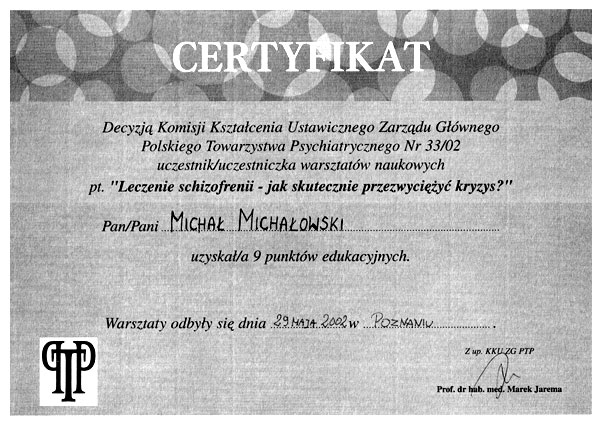 CERTYFIKAT
Decyzją Komisji Kształcenia Ustawicznego Zarządu Głównego
Polskiego Towarzystwa Psychiatrycznego Nr 33/02
uczestnik/uczestniczka warsztatów naukowych
pt. "Leczenie schizofrenii - jak skutecznie przezwyciężyć kryzys?"
Pan/Pani MICHAŁ MICHAŁOWSKI
uzyskał/a 9 punktów edukacyjnych.
Warsztaty odbyły się dnia 29 MAJA 2002 w POZNANIU.
Z up. KKU ZG PTP
Prof. dr hab. med. Marek Jarema
PTP